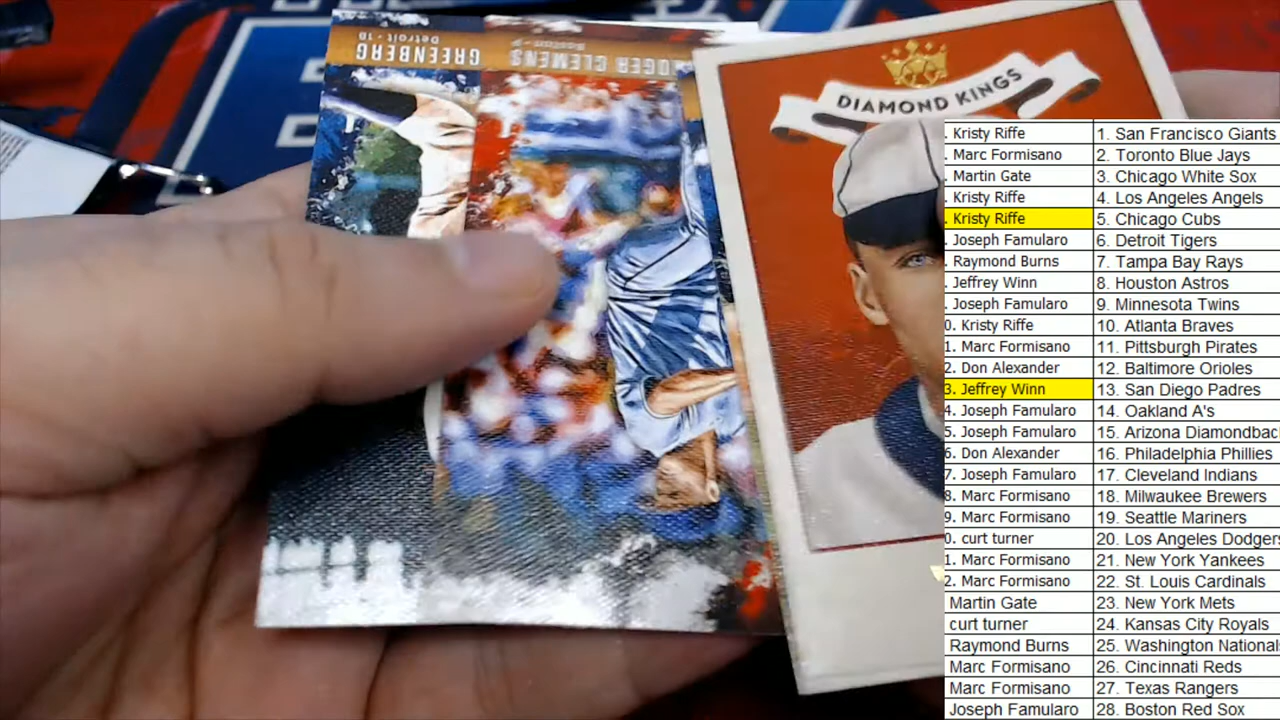 GREENBERG
Detroit - 1B
ROGER CLEMENS
Boston - P
DIAMOND KINGS
. Kristy Riffe 1. San Francisco Giants
. Marc Formisano 2. Toronto Blue Jays
. Martin Gate 3. Chicago White Sox
. Kristy Riffe 4. Los Angeles Angels
. Kristy Riffe 5. Chicago Cubs
. Joseph Famularo 6. Detroit Tigers
. Raymond Burns 7. Tampa Bay Rays
. Jeffrey Winn 8. Houston Astros
. Joseph Famularo 9. Minnesota Twins
0. Kristy Riffe 10. Atlanta Braves
1. Marc Formisano 11. Pittsburgh Pirates
2. Don Alexander 12. Baltimore Orioles
3. Jeffrey Winn 13. San Diego Padres
4. Joseph Famularo 14. Oakland A's
5. Joseph Famularo 15. Arizona Diamondbac
6. Don Alexander 16. Philadelphia Phillies
7. Joseph Famularo 17. Cleveland Indians
8. Marc Formisano 18. Milwaukee Brewers
9. Marc Formisano 19. Seattle Mariners
0. curt turner 20. Los Angeles Dodgers
1. Marc Formisano 21. New York Yankees
2. Marc Formisano 22. St. Louis Cardinals
Martin Gate 23. New York Mets
curt turner 24. Kansas City Royals
Raymond Burns 25. Washington Nationals
Marc Formisano 26. Cincinnati Reds
Marc Formisano 27. Texas Rangers
Joseph Famularo 28. Boston Red Sox